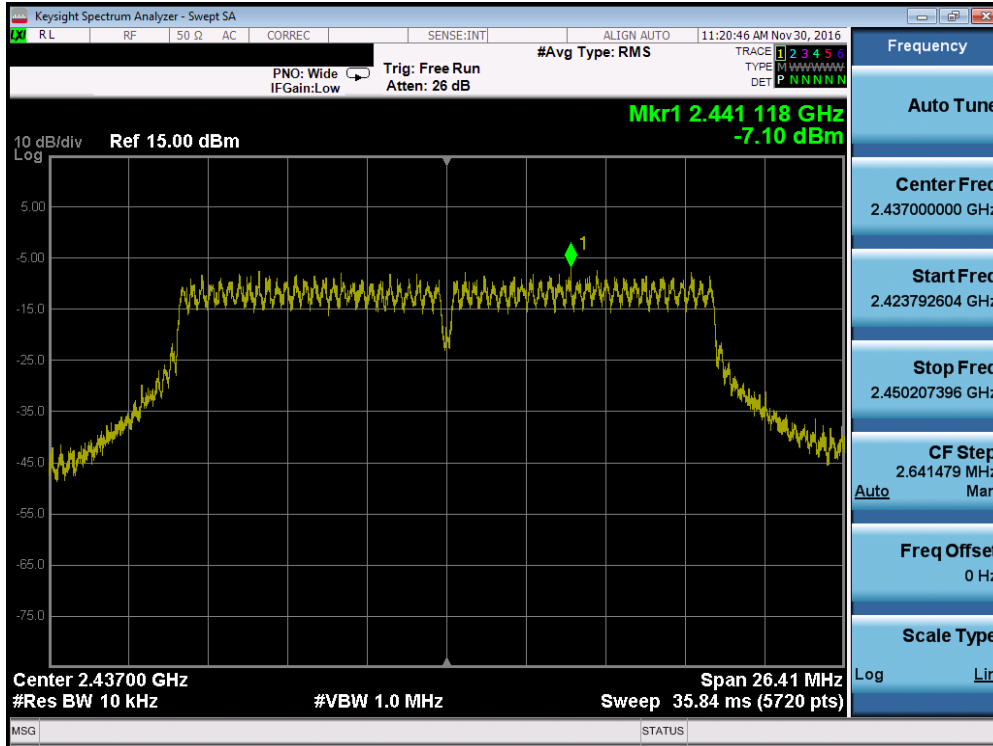 Keysight Spectrum Analyzer - Swept SA
LXI RL RF 50 Ω AC CORREC SENSE:INT ALIGN AUTO 11:20:46 AM Nov 30, 2016
#Avg Type: RMS
TRACE 1 2 3 4 5 6
TYPE M W W W W W
DET P N N N N N
PNO: Wide Trig: Free Run
IFGain:Low Atten: 26 dB
Mkr1 2.441 118 GHz
-7.10 dBm
10 dB/div Ref 15.00 dBm
Log
5.00
-5.00
-15.0
-25.0
-35.0
-45.0
-55.0
-65.0
-75.0
1
Center 2.43700 GHz Span 26.41 MHz
#Res BW 10 kHz #VBW 1.0 MHz Sweep 35.84 ms (5720 pts)
MSG STATUS
Frequency
Auto Tune
Center Freq
2.437000000 GHz
Start Freq
2.423792604 GHz
Stop Freq
2.450207396 GHz
CF Step
2.641479 MHz
Auto Man
Freq Offset
0 Hz
Scale Type
Log Lin